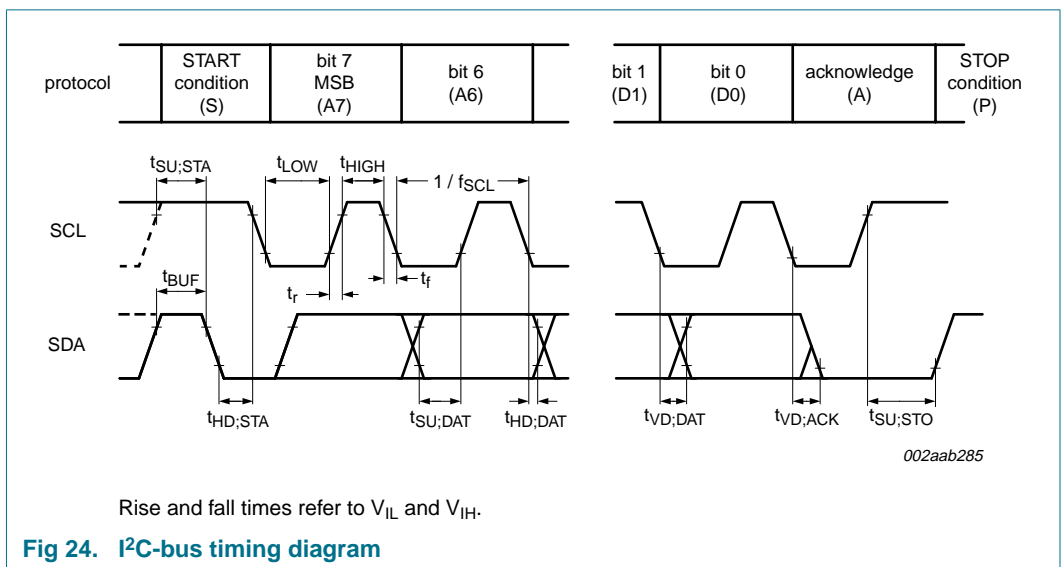 protocol
START
condition
(S)
bit 7
MSB
(A7)
bit 6
(A6)
bit 1
(D1)
bit 0
(D0)
acknowledge
(A)
STOP
condition
(P)
tSU;STA
tLOW
tHIGH
1 / fSCL
SCL
tBUF
tr
tf
SDA
tHD;STA
tSU;DAT
tHD;DAT
tVD;DAT
tVD;ACK
tSU;STO
002aab285
Rise and fall times refer to VIL and VIH.
Fig 24. I2C-bus timing diagram